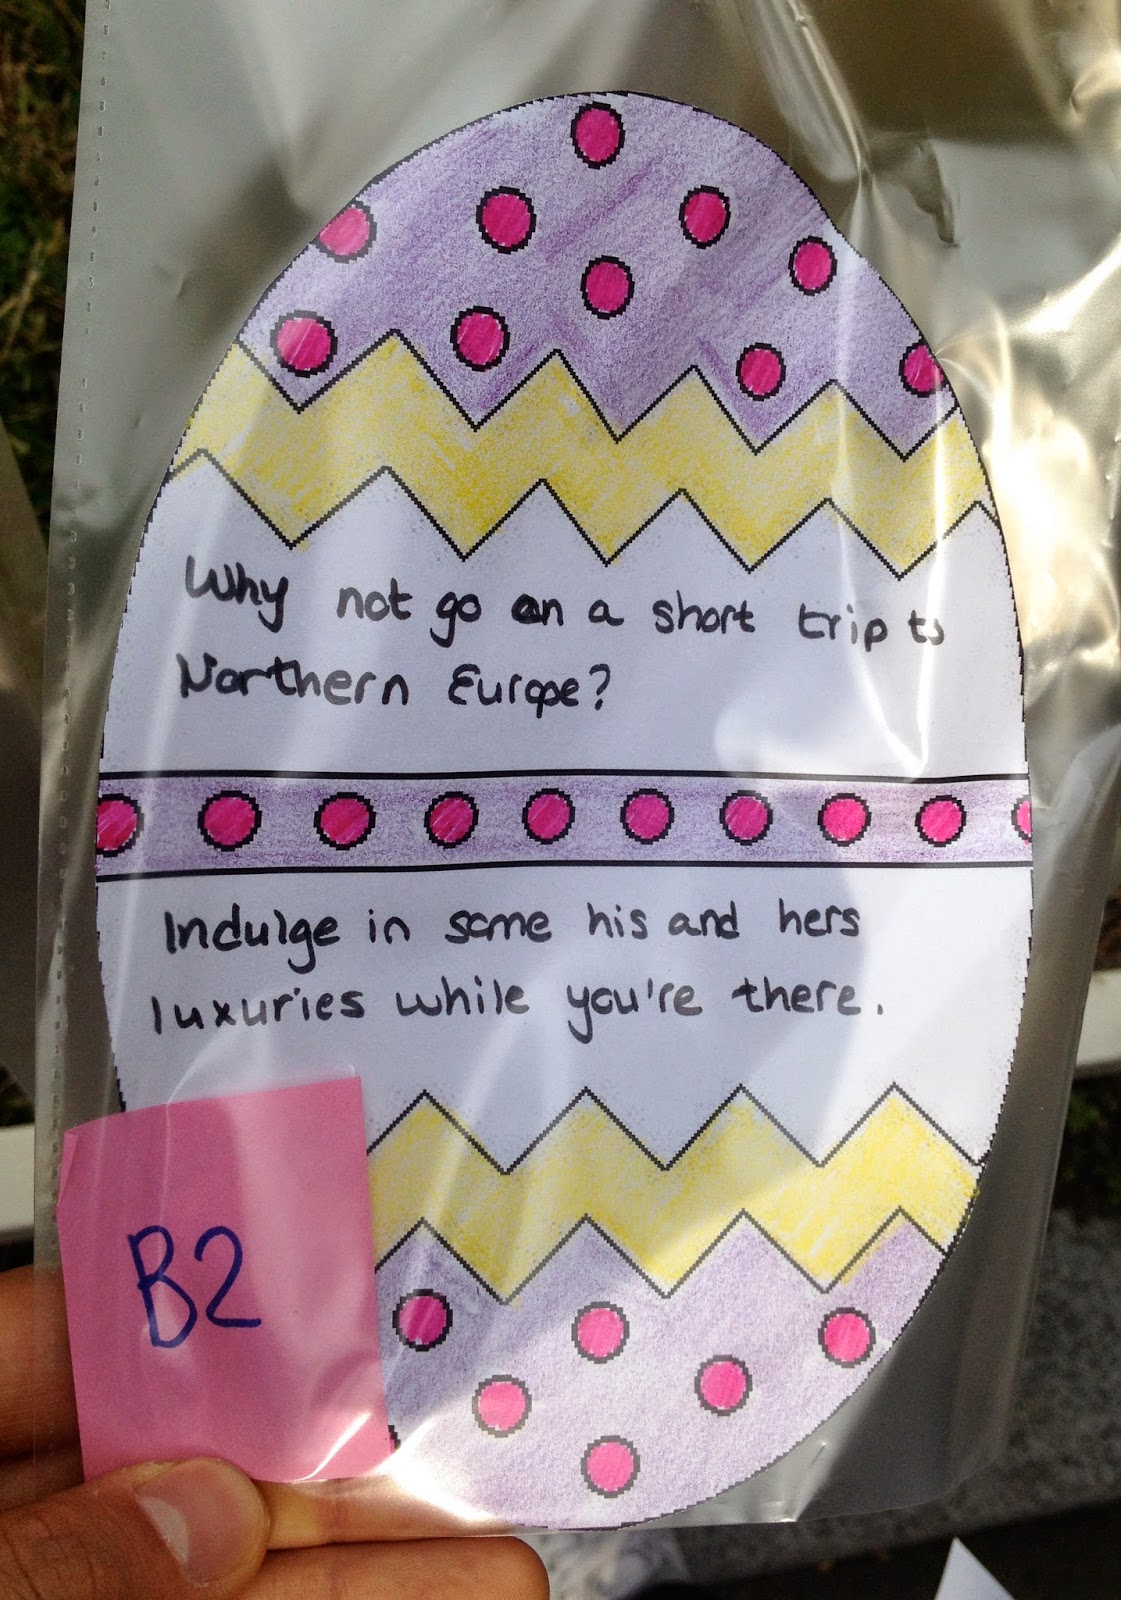 Why not go on a short trip to
Northern Europe?
Indulge in some his and hers
luxuries while you're there.
B2